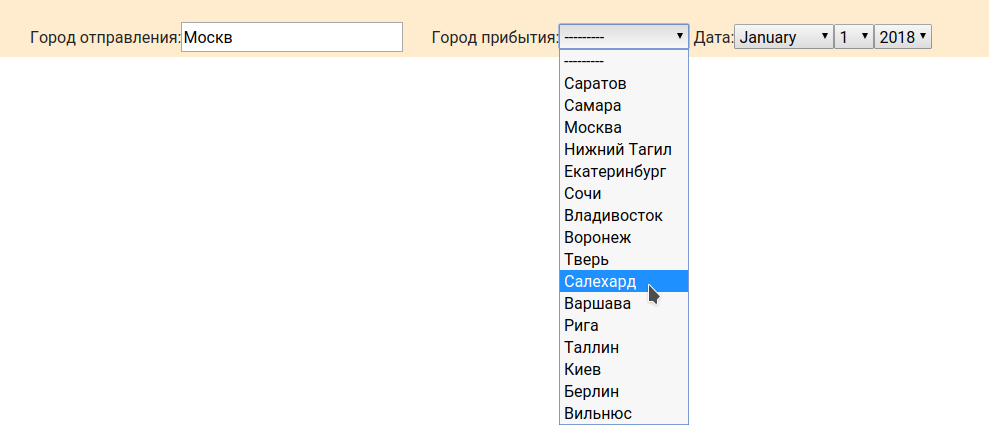 Город отправления: Москв Город прибытия: --------- Дата: January 1 2018
---------
Саратов
Самара
Москва
Нижний Тагил
Екатеринбург
Сочи
Владивосток
Воронеж
Тверь
Салехард
Варшава
Рига
Таллин
Киев
Берлин
Вильнюс